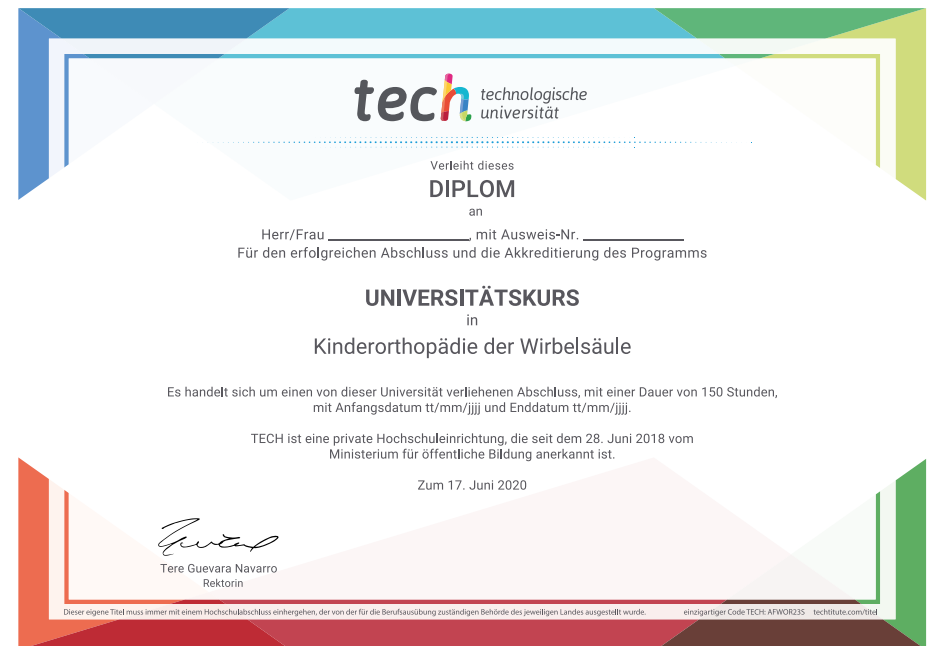 tech technologische
universität
Verleiht dieses
DIPLOM
an
Herr/Frau ____________________, mit Ausweis-Nr. ______________
Für den erfolgreichen Abschluss und die Akkreditierung des Programms
UNIVERSITÄTSKURS
in
Kinderorthopädie der Wirbelsäule
Es handelt sich um einen von dieser Universität verliehenen Abschluss, mit einer Dauer von 150 Stunden,
mit Anfangsdatum tt/mm/jjjj und Enddatum tt/mm/jjjj.
TECH ist eine private Hochschuleinrichtung, die seit dem 28. Juni 2018 vom
Ministerium für öffentliche Bildung anerkannt ist.
Zum 17. Juni 2020
Tere Guevara Navarro
Rektorin
Dieser eigene Titel muss immer mit einem Hochschulabschluss einhergehen, der von der für die Berufsausübung zuständigen Behörde des jeweiligen Landes ausgestellt wurde. einzigartiger Code TECH: AFWOR235 techtitute.com/titel